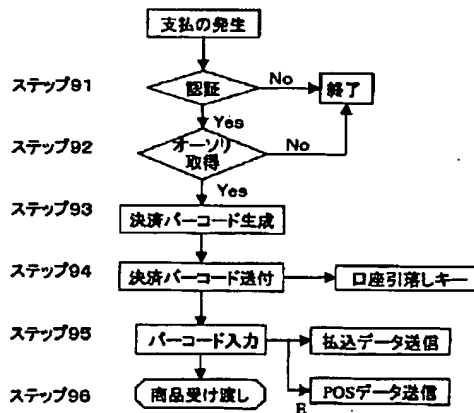 支払の発生
ステップ91
認証
No
終了
Yes
ステップ92
オーソリ
取得
No
Yes
ステップ93
決済バーコード生成
ステップ94
決済バーコード送付
口座引落しキー
ステップ95
バーコード入力
払込データ送信
ステップ96
商品受け渡し
POSデータ送信
B